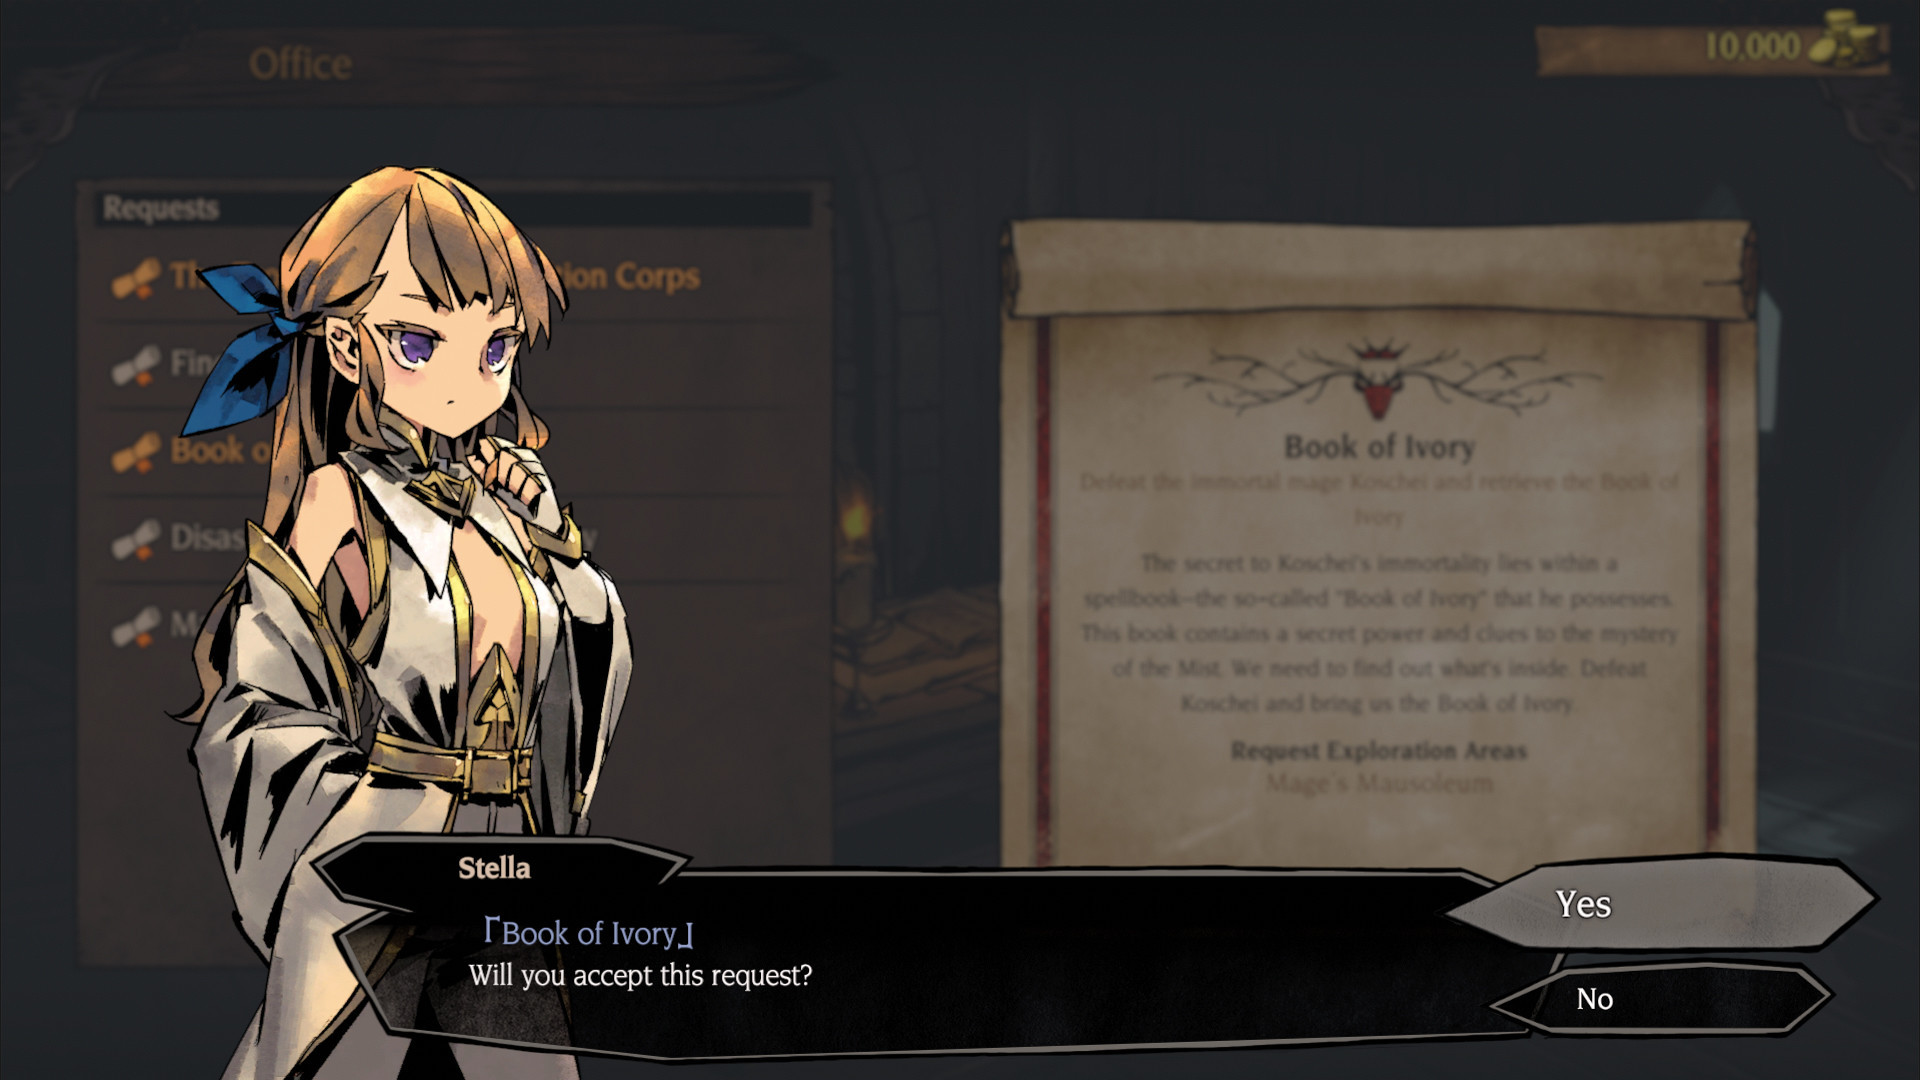 Office
10,000
Requests
ion Corps
Book o
Disas
Book of Ivory
Defeat the immortal mage Koschei and retrieve the Book of
Ivory
The secret to Koschei's immortality lies within a
spellbook—the so-called "Book of Ivory" that he possesses.
This book contains a secret power and clues to the mystery
of the Mist. We need to find out what's inside. Defeat
Koschei and bring us the Book of Ivory.
Request Exploration Areas
Mage's Mausoleum
Stella
「Book of Ivory」
Will you accept this request?
Yes
No